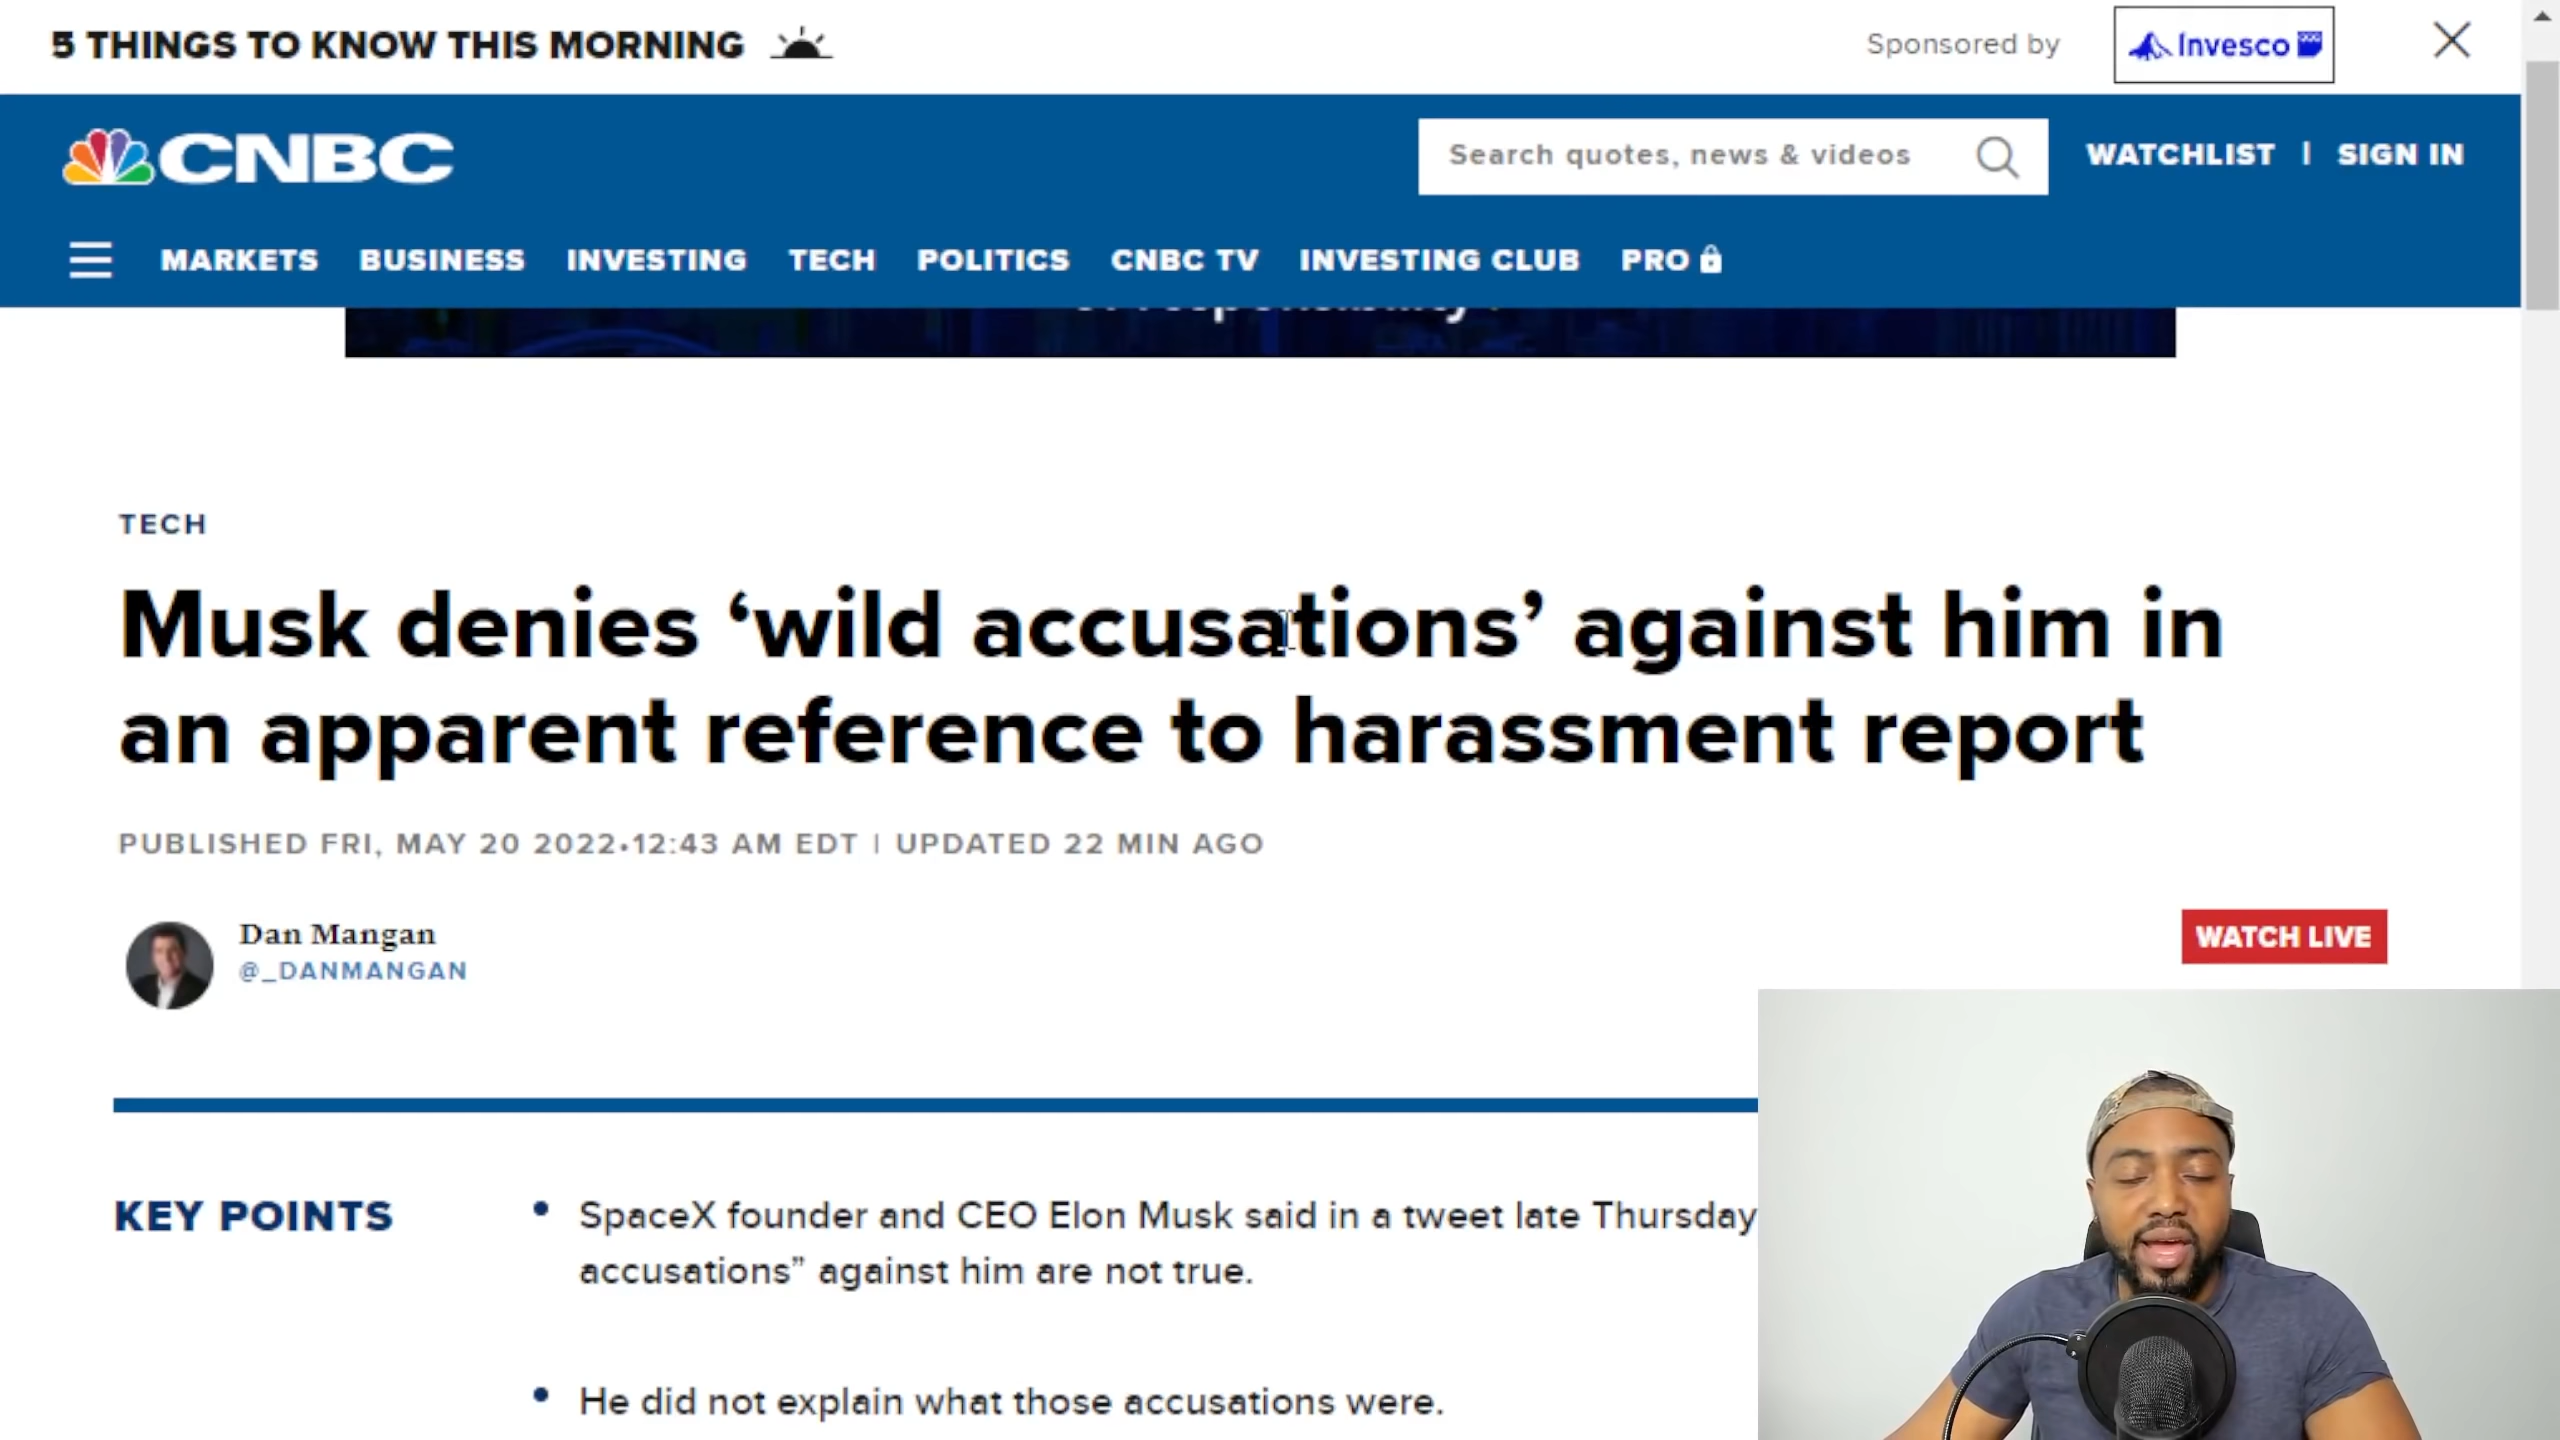 5 THINGS TO KNOW THIS MORNING
Sponsored by
Invesco
CNBC
Search quotes, news & videos
WATCHLIST | SIGN IN
MARKETS BUSINESS INVESTING TECH POLITICS CNBC TV INVESTING CLUB PRO
TECH
Musk denies ‘wild accusations’ against him in
an apparent reference to harassment report
PUBLISHED FRI, MAY 20 2022•12:43 AM EDT | UPDATED 22 MIN AGO
Dan Mangan
@_DANMANGAN
WATCH LIVE
KEY POINTS
• SpaceX founder and CEO Elon Musk said in a tweet late Thursday
accusations” against him are not true.
• He did not explain what those accusations were.